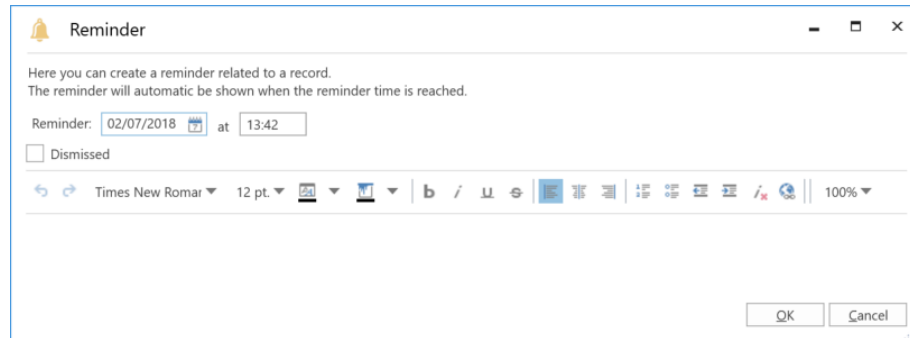 Reminder
Here you can create a reminder related to a record.
The reminder will automatic be shown when the reminder time is reached.
Reminder: 02/07/2018 at 13:42
Dismissed
Times New Romar 12 pt. b i u s 100%
OK Cancel